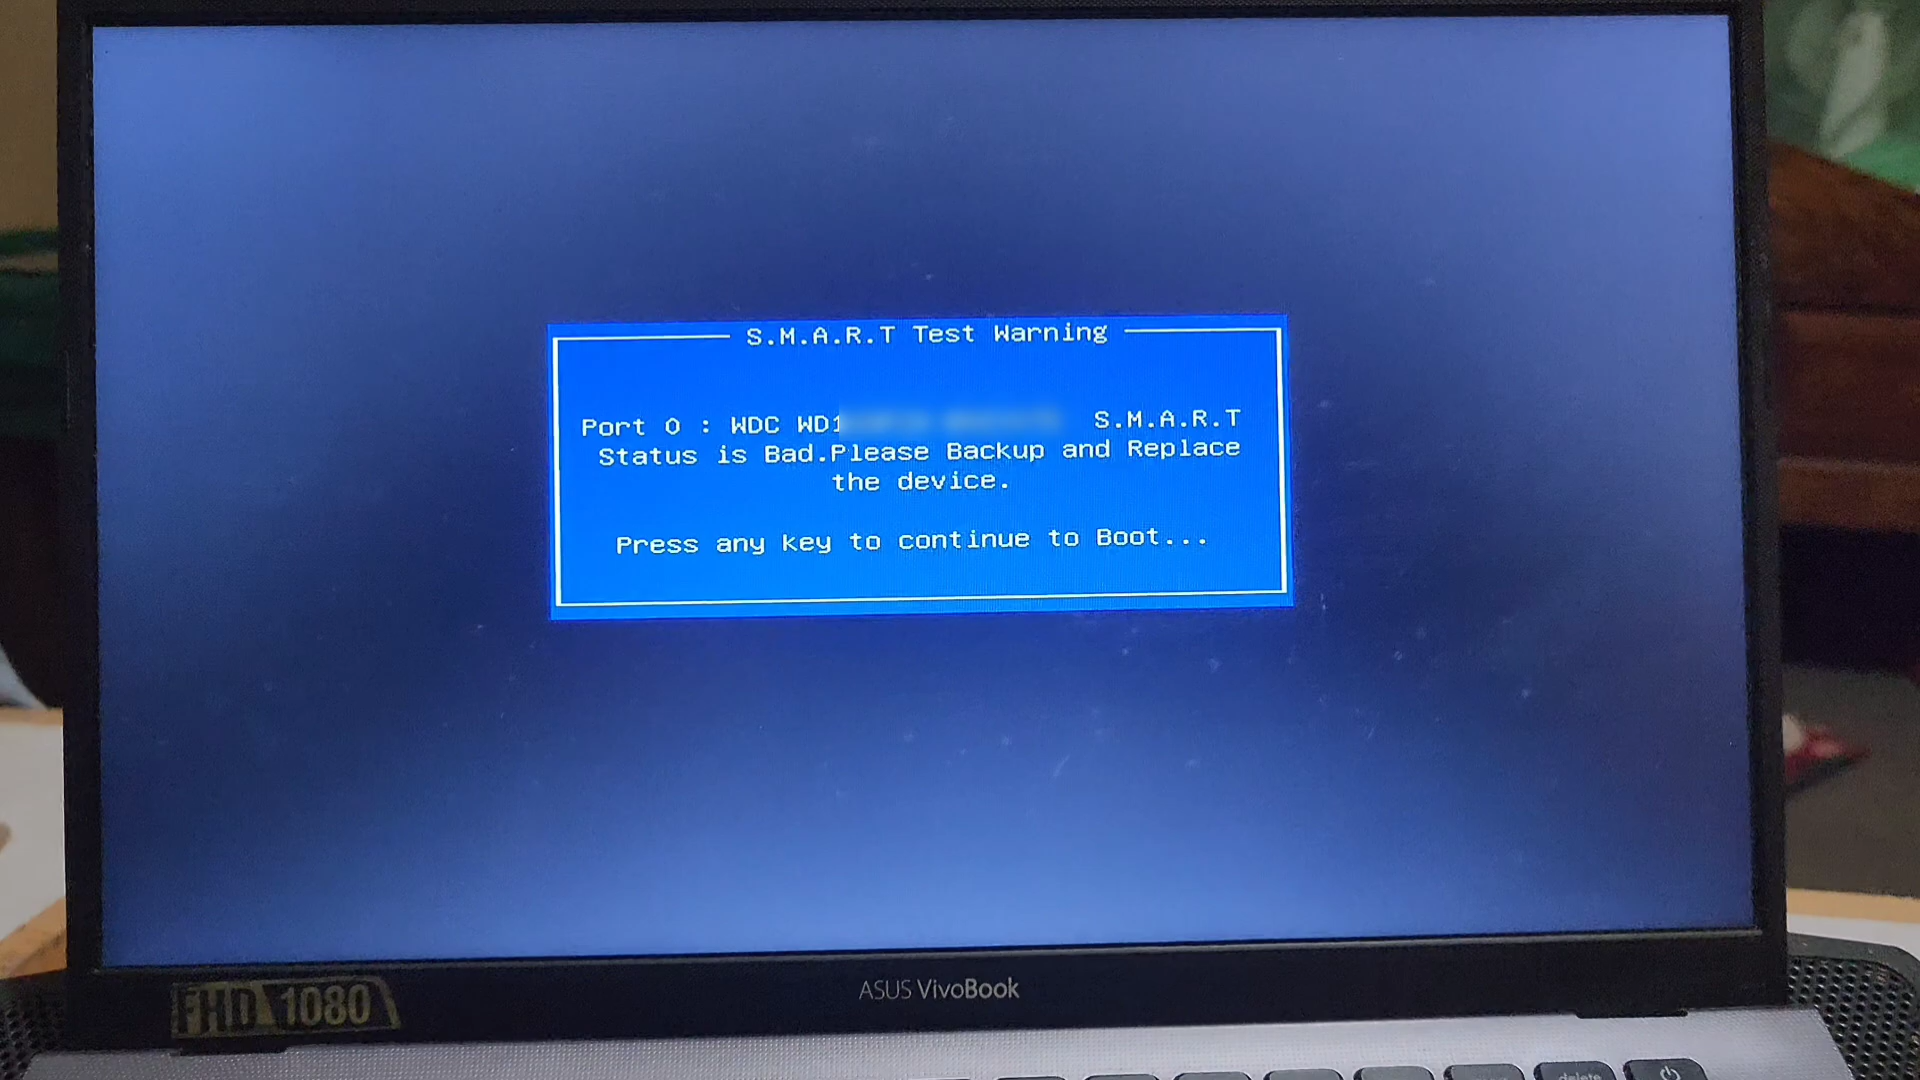 S.M.A.R.T Test Warning
Port 0 : WDC WD1 S.M.A.R.T
Status is Bad.Please Backup and Replace
the device.
Press any key to continue to Boot...
ASUS VivoBook
FHD 1080
delete